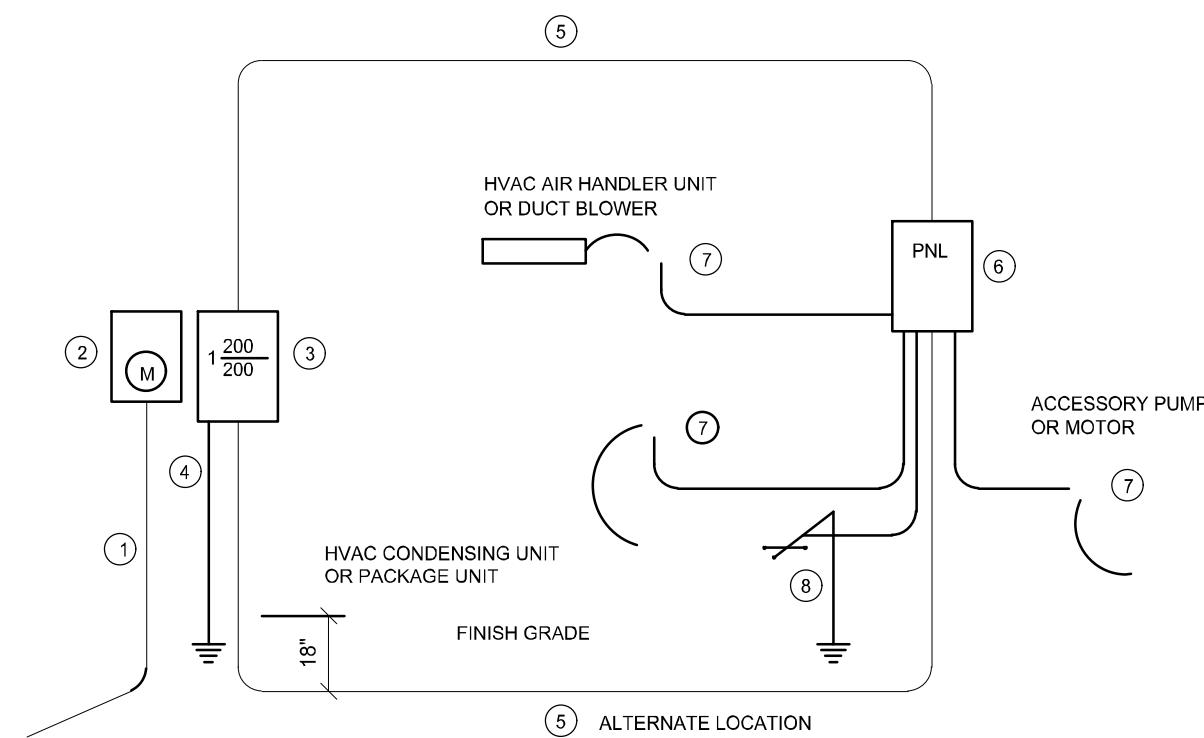 5
HVAC AIR HANDLER UNIT
OR DUCT BLOWER
7
PNL
6
2
M
1 200
200
3
ACCESSORY PUMP
OR MOTOR
7
4
7
1
HVAC CONDENSING UNIT
OR PACKAGE UNIT
8
18"
FINISH GRADE
5 ALTERNATE LOCATION